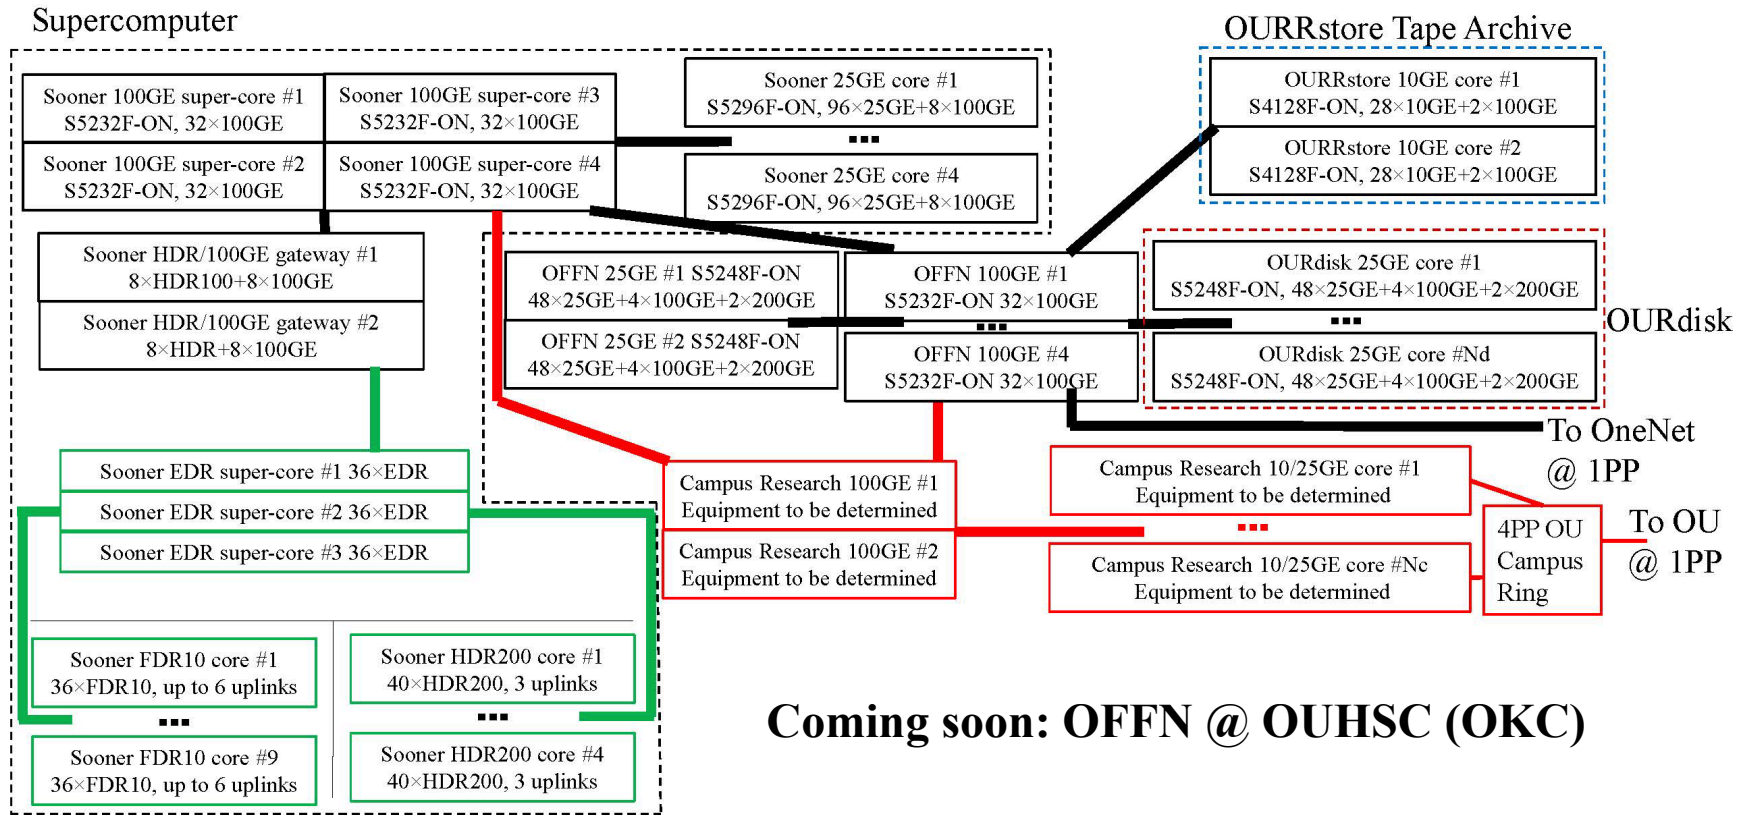 Supercomputer
OURRstore Tape Archive
Sooner 100GE super-core #1
S5232F-ON, 32×100GE
Sooner 100GE super-core #3
S5232F-ON, 32×100GE
Sooner 100GE super-core #2
S5232F-ON, 32×100GE
Sooner 100GE super-core #4
S5232F-ON, 32×100GE
Sooner 25GE core #1
S5296F-ON, 96×25GE+8×100GE
...
Sooner 25GE core #4
S5296F-ON, 96×25GE+8×100GE
OURRstore 10GE core #1
S4128F-ON, 28×10GE+2×100GE
OURRstore 10GE core #2
S4128F-ON, 28×10GE+2×100GE
Sooner HDR/100GE gateway #1
8×HDR100+8×100GE
Sooner HDR/100GE gateway #2
8×HDR+8×100GE
OFFN 25GE #1 S5248F-ON
48×25GE+4×100GE+2×200GE
OFFN 25GE #2 S5248F-ON
48×25GE+4×100GE+2×200GE
OFFN 100GE #1
S5232F-ON 32×100GE
...
OFFN 100GE #4
S5232F-ON 32×100GE
OURdisk 25GE core #1
S5248F-ON, 48×25GE+4×100GE+2×200GE
...
OURdisk 25GE core #Nd
S5248F-ON, 48×25GE+4×100GE+2×200GE
OURdisk
To OneNet
@ 1PP
Sooner EDR super-core #1 36×EDR
Sooner EDR super-core #2 36×EDR
Sooner EDR super-core #3 36×EDR
Campus Research 100GE #1
Equipment to be determined
Campus Research 100GE #2
Equipment to be determined
Campus Research 10/25GE core #1
Equipment to be determined
...
Campus Research 10/25GE core #Nc
Equipment to be determined
4PP OU
Campus
Ring
To OU
@ 1PP
Sooner FDR10 core #1
36×FDR10, up to 6 uplinks
...
Sooner FDR10 core #9
36×FDR10, up to 6 uplinks
Sooner HDR200 core #1
40×HDR200, 3 uplinks
...
Sooner HDR200 core #4
40×HDR200, 3 uplinks
Coming soon: OFFN @ OUHSC (OKC)